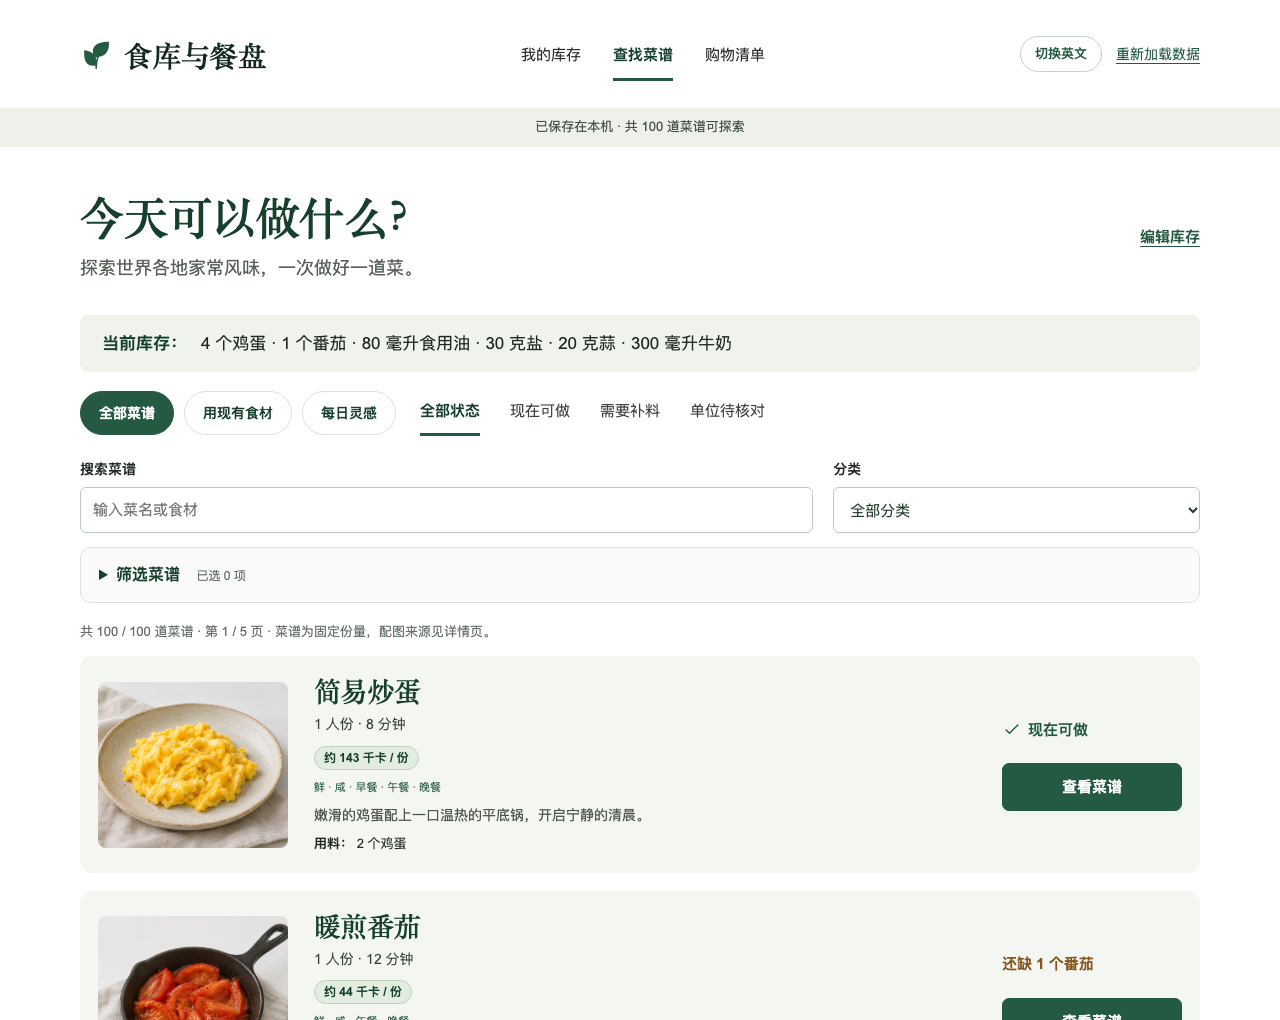 食库与餐盘
我的库存 查找菜谱 购物清单
切换英文 重新加载数据
已保存在本机 · 共 100 道菜谱可探索
今天可以做什么?
编辑库存
探索世界各地家常风味，一次做好一道菜。
当前库存： 4 个鸡蛋 · 1 个番茄 · 80 毫升食用油 · 30 克盐 · 20 克蒜 · 300 毫升牛奶
全部菜谱 用现有食材 每日灵感 全部状态 现在可做 需要补料 单位待核对
搜索菜谱 分类
输入菜名或食材 全部分类
筛选菜谱 已选 0 项
共 100 / 100 道菜谱 · 第 1 / 5 页 · 菜谱为固定份量，配图来源见详情页。
简易炒蛋
1 人份 · 8 分钟
约 143 千卡 / 份
鲜 · 咸 · 早餐 · 午餐 · 晚餐
嫩滑的鸡蛋配上一口温热的平底锅，开启宁静的清晨。
用料： 2 个鸡蛋
现在可做
查看菜谱
暖煎番茄
1 人份 · 12 分钟
约 44 千卡 / 份
还缺 1 个番茄